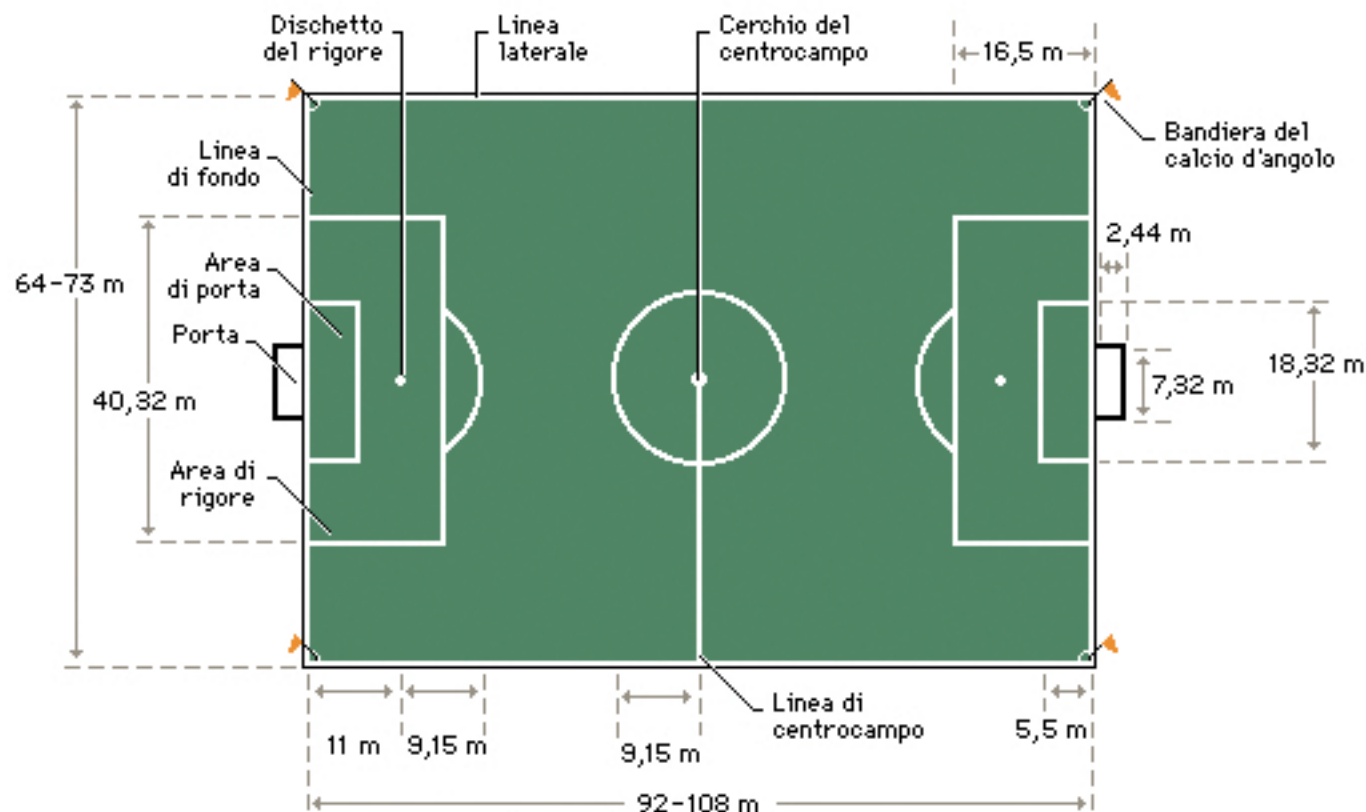 Dischetto
del rigore
Linea
laterale
Cerchio del
centrocampo
16,5 m
Bandiera del
calcio d'angolo
Linea
di fondo
2,44 m
Area
di porta
64-73 m
Porta
18,32 m
7,32 m
40,32 m
Area di
rigore
Linea di
centrocampo
11 m
9,15 m
9,15 m
5,5 m
92-108 m